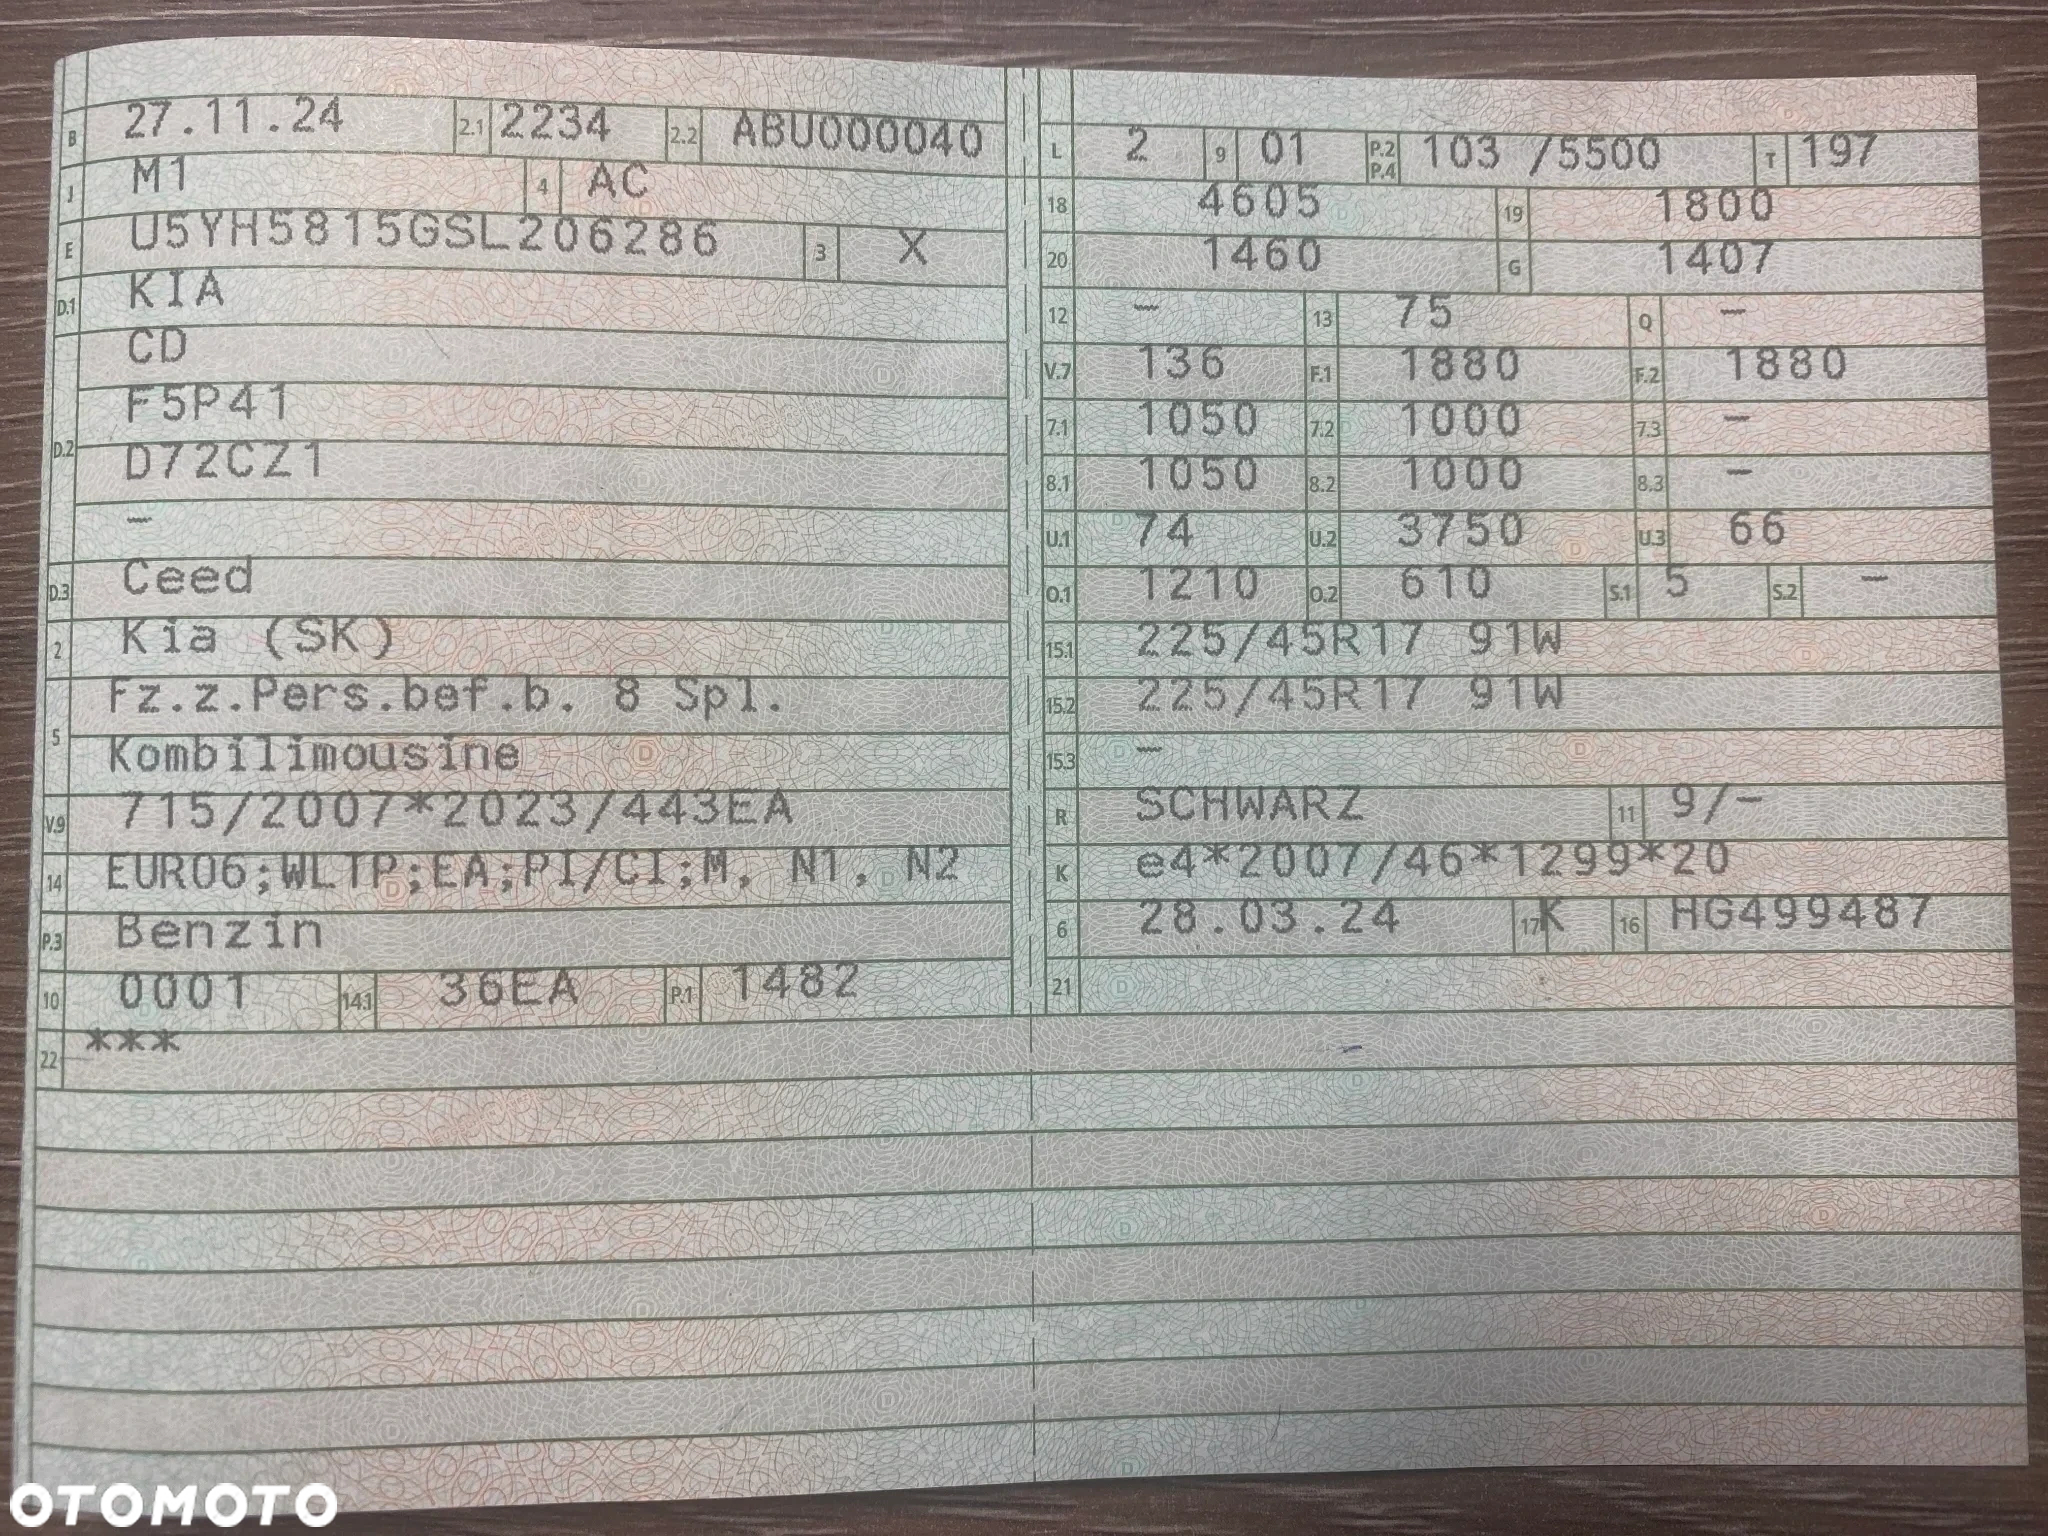 B 27.11.24 2.1 2234 2.2 ABU000040
J M1 4 AC
E U5YH5815GSL206286 3 X
D.1 KIA
CD
F5P41
D.2 D72CZ1
–
D.3 Ceed
2 Kia (SK)
Fz.z.Pers.bef.b. 8 Spl.
5 Kombilimousine
V.9 715/2007*2023/443EA
14 EURO6;WLTP;EA;PI/CI;M, N1, N2
P.3 Benzin
10 0001 14.1 36EA P.1 1482
22 ***
L 2 9 01 P.2 P.4 103 /5500 T 197
18 4605 19 1800
20 1460 G 1407
12 – 13 75 Q –
V.7 136 F.1 1880 F.2 1880
7.1 1050 7.2 1000 7.3 –
8.1 1050 8.2 1000 8.3 –
U.1 74 U.2 3750 U.3 66
O.1 1210 O.2 610 S.1 5 S.2 –
15.1 225/45R17 91W
15.2 225/45R17 91W
15.3 –
R SCHWARZ 11 9/–
K e4*2007/46*1299*20
6 28.03.24 17 K 16 HG499487
21
OTOMOTO